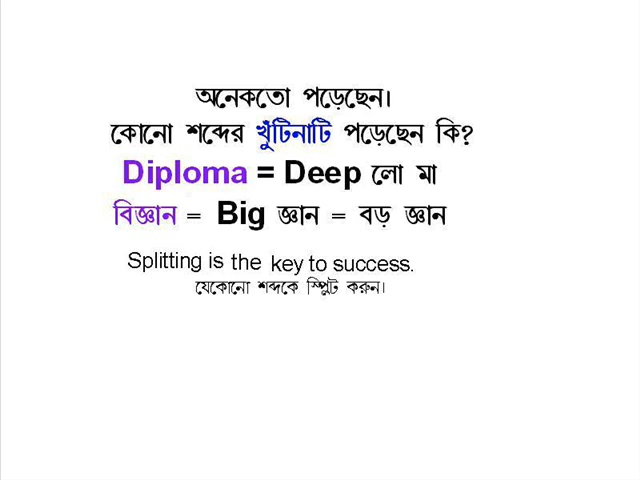 অনেকতো পড়েছেন।
কোনো শব্দের খুঁটিনাটি পড়েছেন কি?
Diploma = Deep লো মা
বিজ্ঞান = Big জ্ঞান = বড় জ্ঞান
Splitting is the key to success.
যেকোনো শব্দকে স্প্লিট করুন।